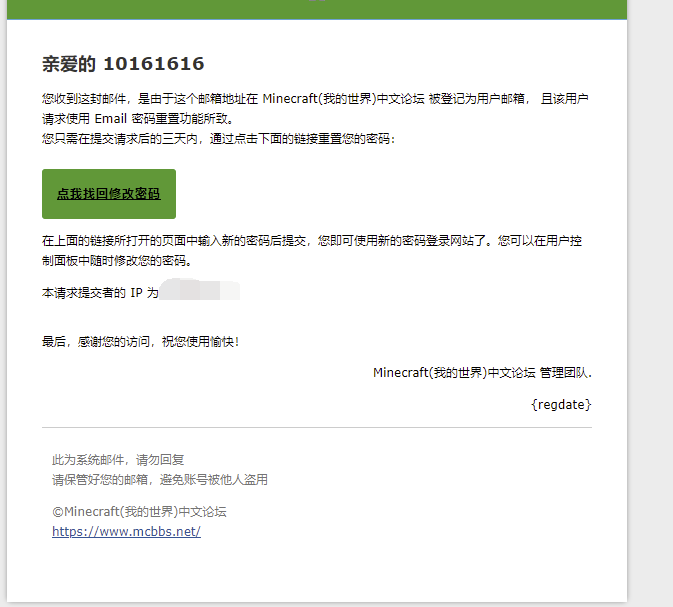 亲爱的 10161616
您收到这封邮件，是由于这个邮箱地址在 Minecraft(我的世界)中文论坛 被登记为用户邮箱， 且该用户
请求使用 Email 密码重置功能所致。
您只需在提交请求后的三天内，通过点击下面的链接重置您的密码：
点我找回修改密码
在上面的链接所打开的页面中输入新的密码后提交，您即可使用新的密码登录网站了。您可以在用户控
制面板中随时修改您的密码。
本请求提交者的 IP 为
最后，感谢您的访问，祝您使用愉快！
Minecraft(我的世界)中文论坛 管理团队.
{regdate}
此为系统邮件，请勿回复
请保管好您的邮箱，避免账号被他人盗用
©Minecraft(我的世界)中文论坛
https://www.mcbbs.net/